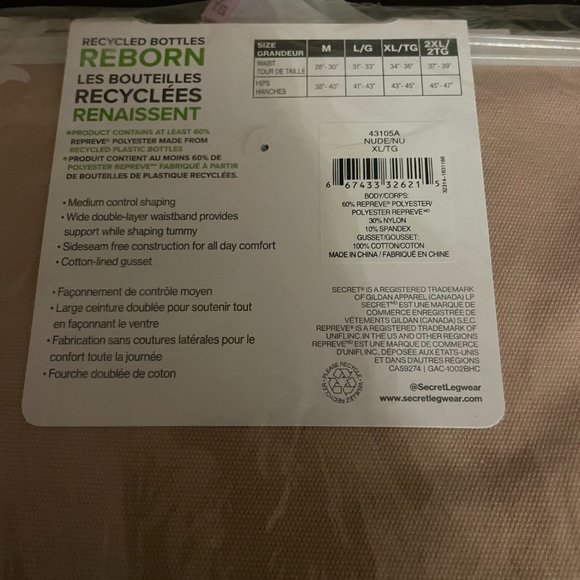 RECYCLED BOTTLES
REBORN
LES BOUTEILLES
RECYCLÉES
RENAISSENT
*PRODUCT CONTAINS AT LEAST 60%
REPREVE® POLYESTER MADE FROM
RECYCLED PLASTIC BOTTLES
*PRODUIT CONTIENT AU MOINS 60% DE
POLYESTER REPREVEᴹᴰ FABRIQUÉ À PARTIR
DE BOUTEILLES DE PLASTIQUE RECYCLÉES.
• Medium control shaping
• Wide double-layer waistband provides
support while shaping tummy
• Sideseam free construction for all day comfort
• Cotton-lined gusset
• Façonnement de contrôle moyen
• Large ceinture doublée pour soutenir tout
en façonnant le ventre
• Fabrication sans coutures latérales pour le
confort toute la journée
• Fourche doublée de coton
SIZE GRANDEUR M L/G XL/TG 2XL/2TG
WAIST TOUR DE TAILLE 28"- 30" 31"- 33" 34"- 36" 37"- 39"
HIPS HANCHES 38"- 40" 41"- 43" 43"- 45" 45"- 47"
43105A
NUDE/NU
XL/TG
6 67433 32621 5
32314-1631168
BODY/CORPS:
60% REPREVE® POLYESTER/
POLYESTER REPREVEᴹᴰ
30% NYLON
10% SPANDEX
GUSSET/GOUSSET:
100% COTTON/COTON
MADE IN CHINA / FABRIQUÉ EN CHINE
SECRET® IS A REGISTERED TRADEMARK
OF GILDAN APPAREL (CANADA) LP
SECRETᴹᴰ EST UNE MARQUE DE
COMMERCE ENREGISTRÉE DE
VÊTEMENTS GILDAN (CANADA) S.E.C.
REPREVE® IS A REGISTERED TRADEMARK OF
UNIFI, INC. IN THE US AND OTHER REGIONS
REPREVEᴹᴰ EST UNE MARQUE DE COMMERCE
D'UNIFI, INC., DÉPOSÉE AUX ÉTATS-UNIS
ET DANS D'AUTRES RÉGIONS
CA59274 | GAC-1002BHC
• PLEASE RECYCLE •
VEUILLEZ RECYCLER
@SecretLegwear
www.secretlegwear.com